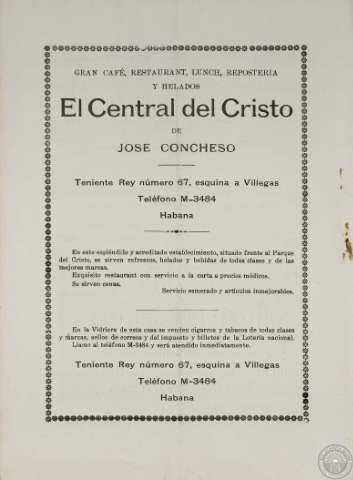 GRAN CAFÉ, RESTAURANT, LUNCH, REPOSTERIA
Y HELADOS
El Central del Cristo
DE
JOSE CONCHESO
Teniente Rey número 67, esquina a Villegas
Teléfono M-3484
Habana
En este espléndido y acreditado establecimiento, situado frente al Parque
del Cristo, se sirven refrescos, helados y bebidas de todas clases y de las
mejores marcas.
Exquisito restaurant con servicio a la carta a precios módicos.
Se sirven cenas.
Servicio esmerado y artículos inmejorables.
En la Vidriera de esta casa se venden cigarros y tabacos de todas clases
y marcas, sellos de correos y del impuesto y billetes de la Lotería nacional.
Llame al teléfono M-3484 y será atendido inmediatamente.
Teniente Rey número 67, esquina a Villegas
Teléfono M-3484
Habana